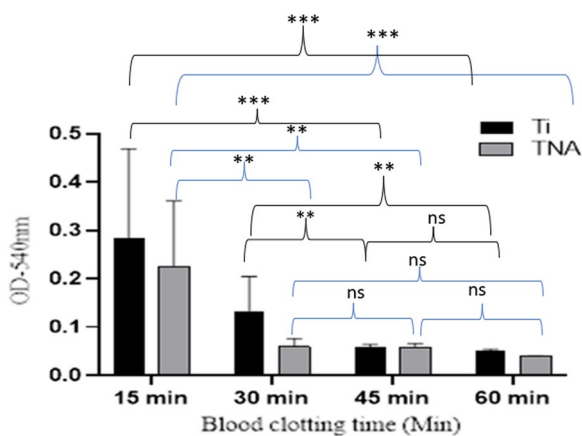 ***
***
***
**
**
**
**
ns
ns
ns
ns
Ti
TNA
0.5
0.4
0.3
0.2
0.1
0.0
OD-540nm
15 min 30 min 45 min 60 min
Blood clotting time (Min)